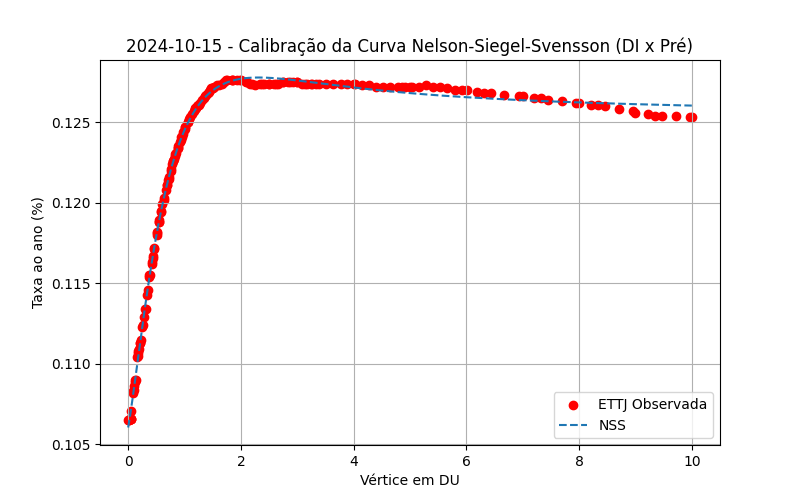 2024-10-15 - Calibração da Curva Nelson-Siegel-Svensson (DI x Pré)
Taxa ao ano (%)
0.125
0.120
0.115
0.110
0.105
ETTJ Observada
NSS
0
2
4
6
8
10
Vértice em DU